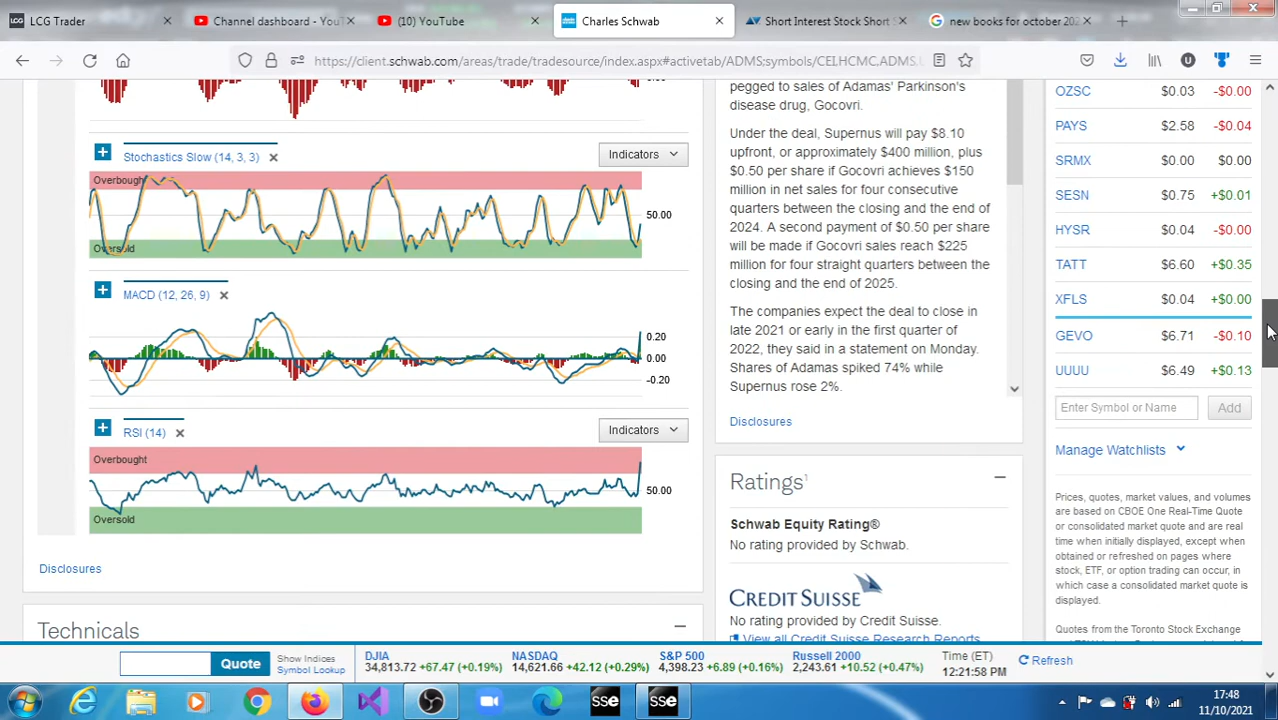 LCG Trader
Channel dashboard - YouT
(10) YouTube
Charles Schwab
Short Interest Stock Short S
new books for october 202
https://client.schwab.com/areas/trade/tradesource/index.aspx#activetab/ADMS;symbols/CEI,HCMC,ADMS,
Stochastics Slow (14, 3, 3)
Indicators
Overbought
50.00
Oversold
MACD (12, 26, 9)
0.20
0.00
-0.20
RSI (14)
Indicators
Overbought
50.00
Oversold
Disclosures
Technicals
pegged to sales of Adamas' Parkinson's
disease drug, Gocovri.
Under the deal, Supernus will pay $8.10
upfront, or approximately $400 million, plus
$0.50 per share if Gocovri achieves $150
million in net sales for four consecutive
quarters between the closing and the end of
2024. A second payment of $0.50 per share
will be made if Gocovri sales reach $225
million for four straight quarters between the
closing and the end of 2025.
The companies expect the deal to close in
late 2021 or early in the first quarter of
2022, they said in a statement on Monday.
Shares of Adamas spiked 74% while
Supernus rose 2%.
Disclosures
Ratings1
Schwab Equity Rating®
No rating provided by Schwab.
CREDIT SUISSE
No rating provided by Credit Suisse.
View all Credit Suisse Research Reports
OZSC $0.03 -$0.00
PAYS $2.58 -$0.04
SRMX $0.00 $0.00
SESN $0.75 +$0.01
HYSR $0.04 -$0.00
TATT $6.60 +$0.35
XFLS $0.04 +$0.00
GEVO $6.71 -$0.10
UUUU $6.49 +$0.13
Enter Symbol or Name Add
Manage Watchlists
Prices, quotes, market values, and volumes
are based on CBOE One Real-Time Quote
or consolidated market quote and are real
time when initially displayed, except when
obtained or refreshed on pages where
stock, ETF, or option trading can occur, in
which case a consolidated market quote is
displayed.
Quotes from the Toronto Stock Exchange
Quote
Show Indices
Symbol Lookup
DJIA
34,813.72 +67.47 (+0.19%)
NASDAQ
14,621.66 +42.12 (+0.29%)
S&P 500
4,398.23 +6.89 (+0.16%)
Russell 2000
2,243.61 +10.52 (+0.47%)
Time (ET)
12:21:58 PM
Refresh
sse
sse
17:48
11/10/2021